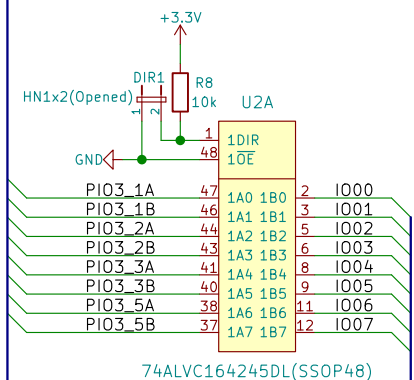 +3.3V
DIR1
HN1x2(Opened)
R8
10k
1
2
U2A
1 1DIR
GND
48 1OE
PIO3_1A 47 1A0 1B0 2 IO00
PIO3_1B 46 1A1 1B1 3 IO01
PIO3_2A 44 1A2 1B2 5 IO02
PIO3_2B 43 1A3 1B3 6 IO03
PIO3_3A 41 1A4 1B4 8 IO04
PIO3_3B 40 1A5 1B5 9 IO05
PIO3_5A 38 1A6 1B6 11 IO06
PIO3_5B 37 1A7 1B7 12 IO07
74ALVC164245DL(SSOP48)